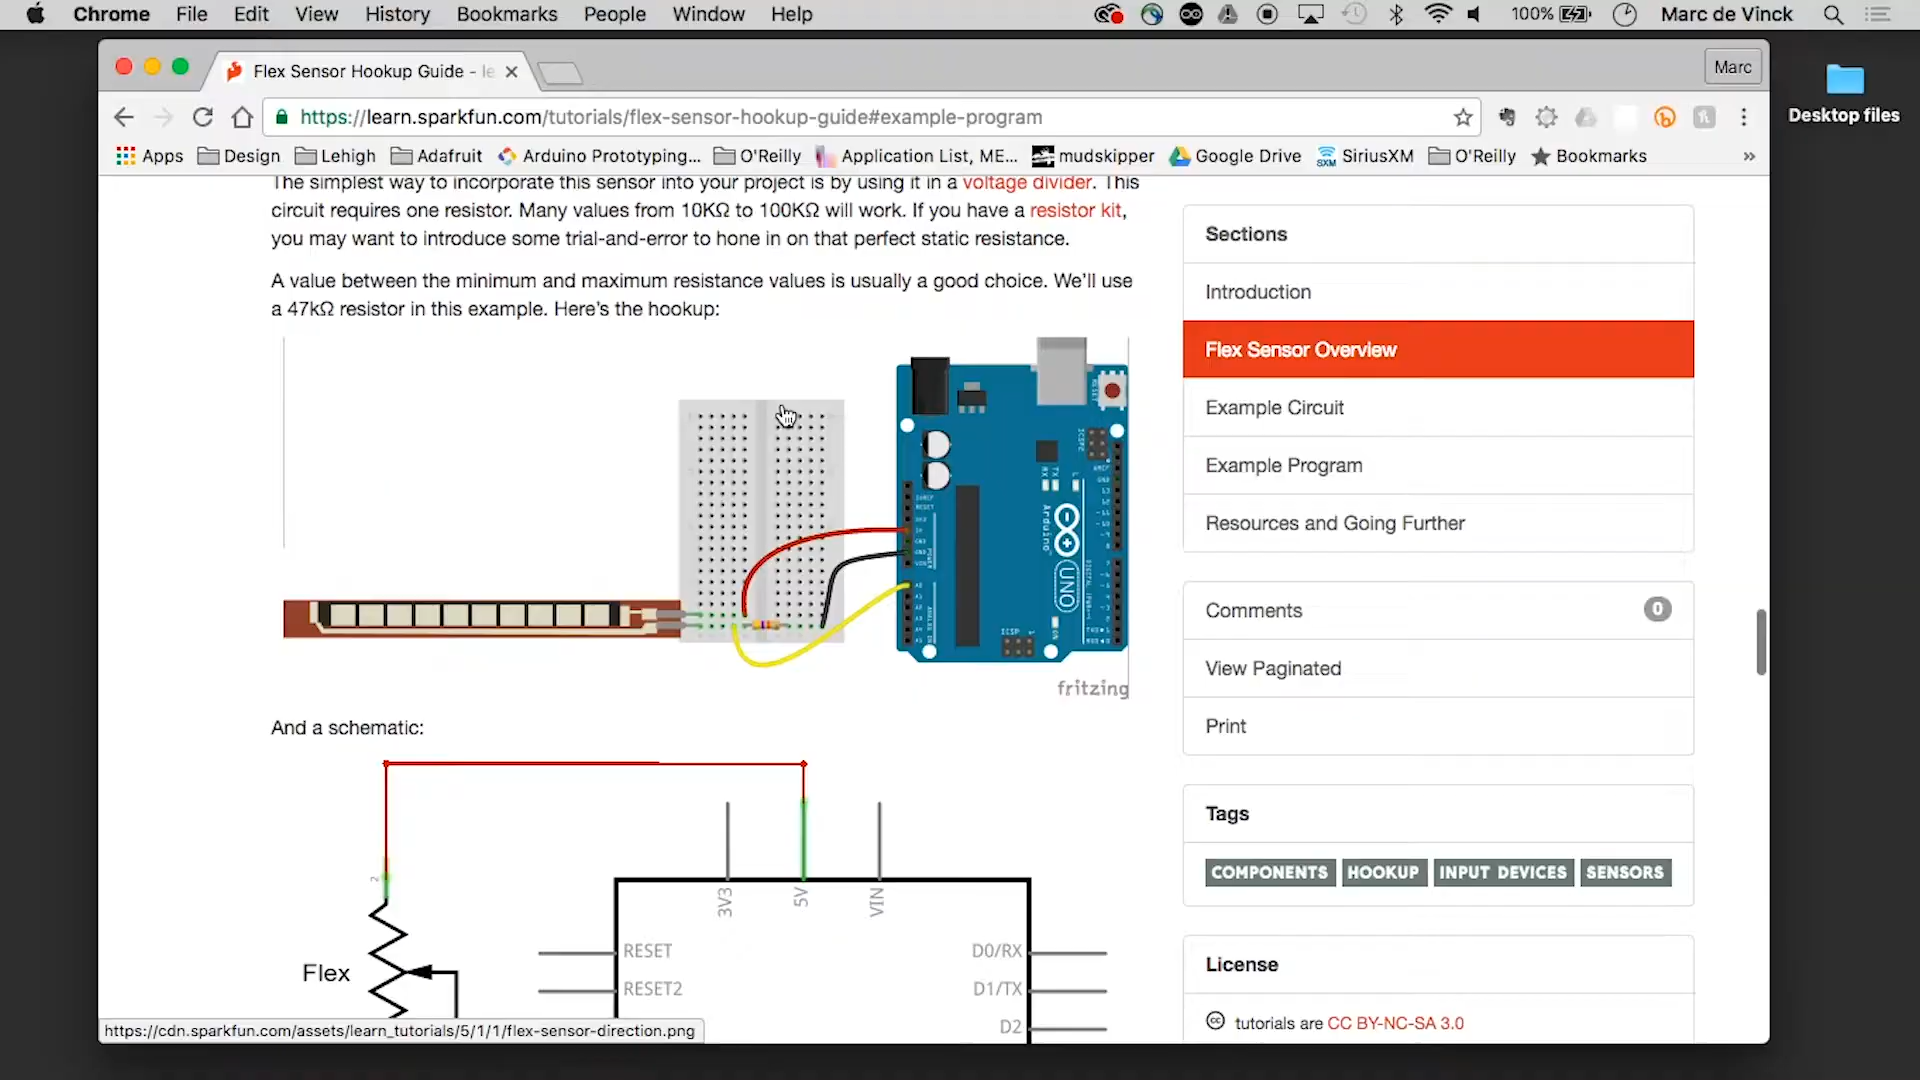 Chrome File Edit View History Bookmarks People Window Help 100% Marc de Vinck
Desktop files
Flex Sensor Hookup Guide - le
Marc
https://learn.sparkfun.com/tutorials/flex-sensor-hookup-guide#example-program
Apps Design Lehigh Adafruit Arduino Prototyping... O'Reilly Application List, ME... mudskipper Google Drive SiriusXM O'Reilly Bookmarks »
The simplest way to incorporate this sensor into your project is by using it in a voltage divider. This
circuit requires one resistor. Many values from 10KΩ to 100KΩ will work. If you have a resistor kit,
you may want to introduce some trial-and-error to hone in on that perfect static resistance.
A value between the minimum and maximum resistance values is usually a good choice. We'll use
a 47kΩ resistor in this example. Here's the hookup:
Arduino
UNO
ICSP
fritzing
And a schematic:
2
3V3
5V
VIN
RESET
RESET2
D0/RX
D1/TX
D2
Flex
https://cdn.sparkfun.com/assets/learn_tutorials/5/1/1/flex-sensor-direction.png
Sections
Introduction
Flex Sensor Overview
Example Circuit
Example Program
Resources and Going Further
Comments 0
View Paginated
Print
Tags
COMPONENTS HOOKUP INPUT DEVICES SENSORS
License
tutorials are CC BY-NC-SA 3.0